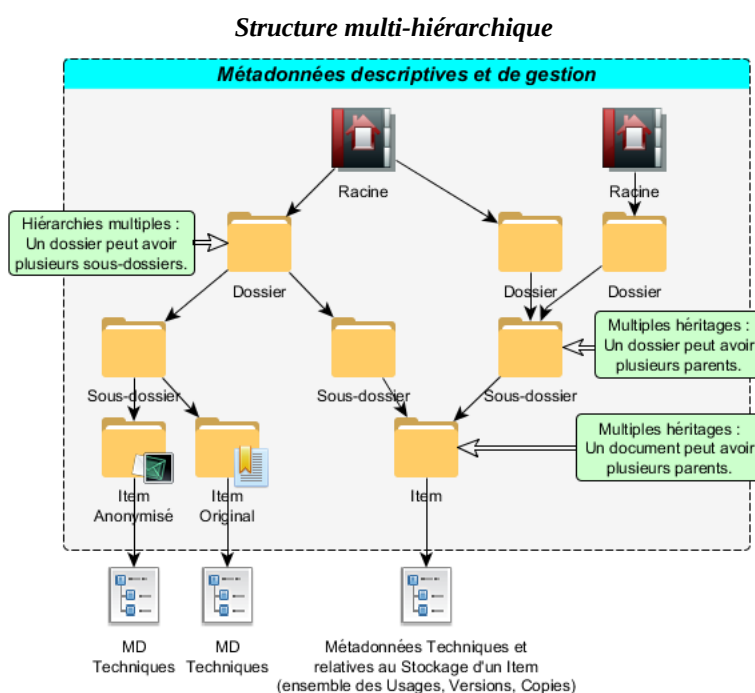 Structure multi-hiérarchique
Métadonnées descriptives et de gestion
Racine
Racine
Hiérarchies multiples :
Un dossier peut avoir
plusieurs sous-dossiers.
Dossier
Dossier
Dossier
Multiples héritages :
Un dossier peut avoir
plusieurs parents.
Sous-dossier
Sous-dossier
Sous-dossier
Multiples héritages :
Un document peut avoir
plusieurs parents.
Item
Anonymisé
Item
Original
Item
MD
Techniques
MD
Techniques
Métadonnées Techniques et
relatives au Stockage d'un Item
(ensemble des Usages, Versions, Copies)